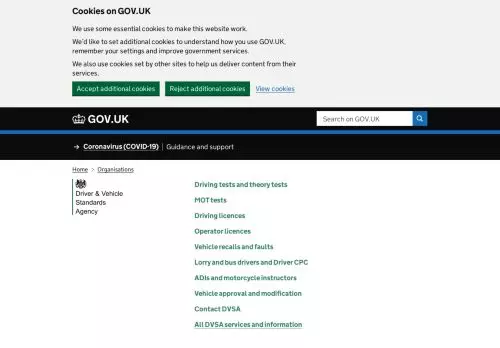 Cookies on GOV.UK
We use some essential cookies to make this website work.
We'd like to set additional cookies to understand how you use GOV.UK,
remember your settings and improve government services.
We also use cookies set by other sites to help us deliver content from their
services.
Accept additional cookies Reject additional cookies View cookies
GOV.UK Search on GOV.UK
→ Coronavirus (COVID-19) Guidance and support
Home > Organisations
Driver & Vehicle
Standards
Agency
Driving tests and theory tests
MOT tests
Driving licences
Operator licences
Vehicle recalls and faults
Lorry and bus drivers and Driver CPC
ADIs and motorcycle instructors
Vehicle approval and modification
Contact DVSA
All DVSA services and information